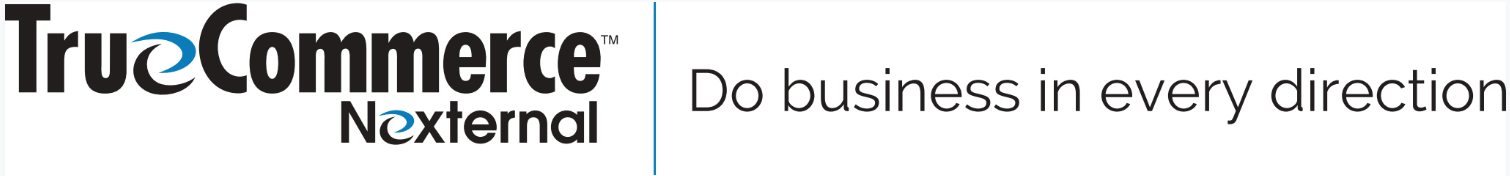 TrueCommerce™
Nexternal
Do business in every direction